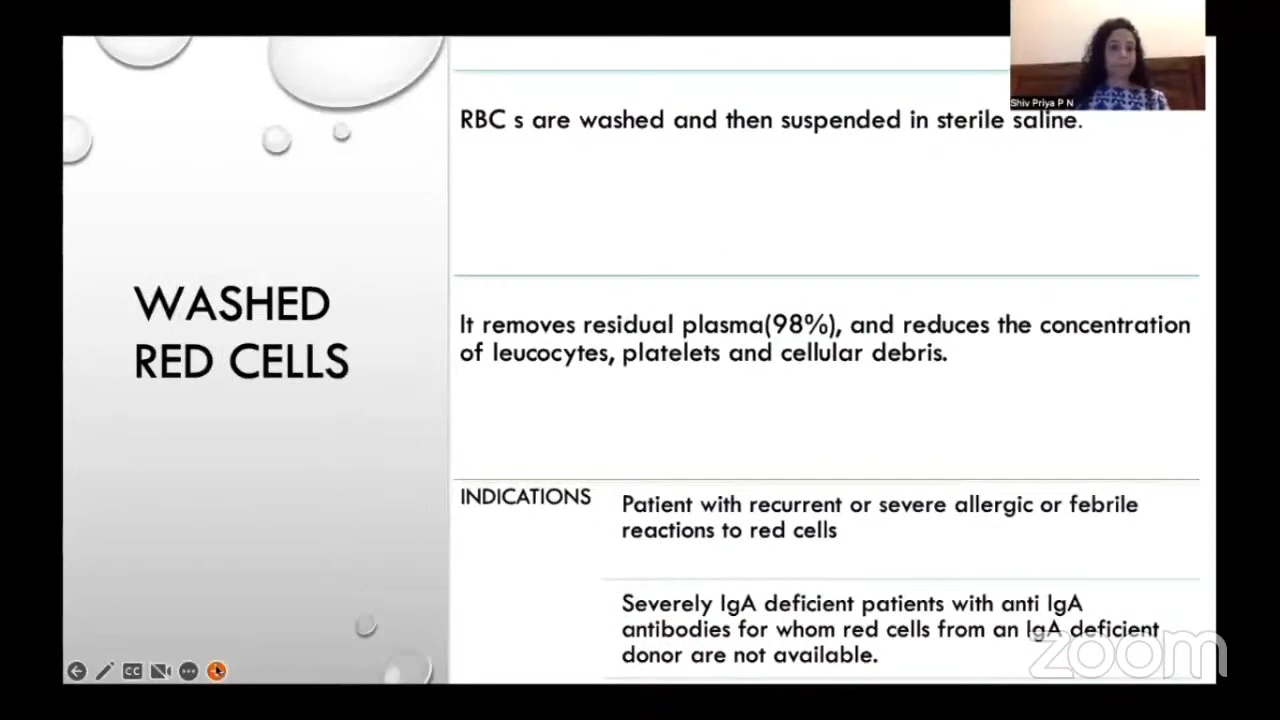 Shiv Priya P N
RBC s are washed and then suspended in sterile saline.
WASHED
RED CELLS
It removes residual plasma(98%), and reduces the concentration
of leucocytes, platelets and cellular debris.
INDICATIONS
Patient with recurrent or severe allergic or febrile
reactions to red cells
Severely IgA deficient patients with anti IgA
antibodies for whom red cells from an IgA deficient
donor are not available.
CC
zoom